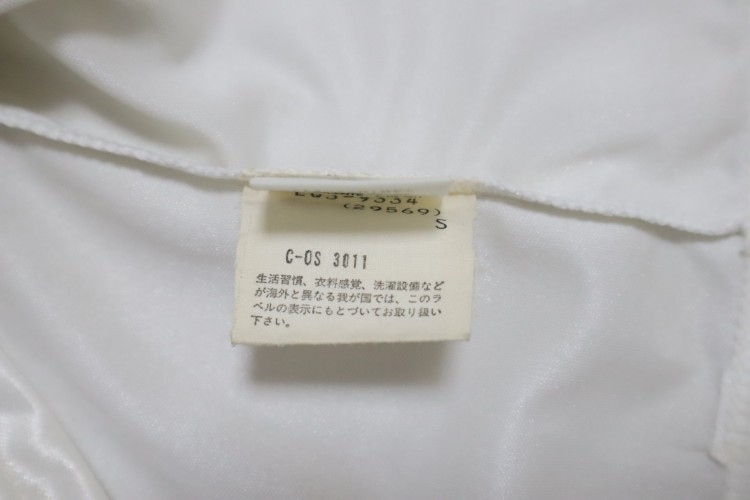 (29569)
S
C-OS 3011
生活習慣、衣料感覚、洗濯設備など
が海外と異なる我が国では、このラ
ベルの表示にもとづいてお取り扱い
下さい。